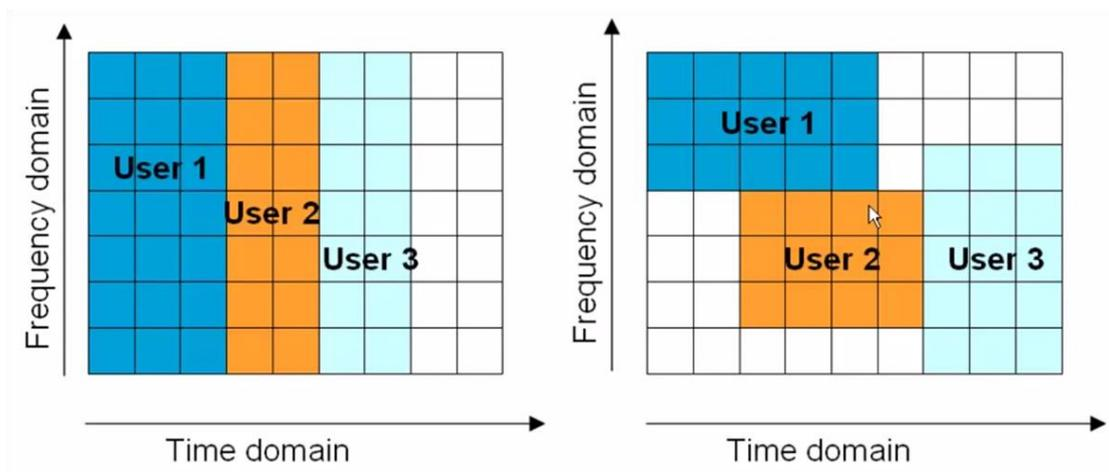 Frequency domain
User 1
User 2
User 3
Time domain
Frequency domain
User 1
User 2
User 3
Time domain